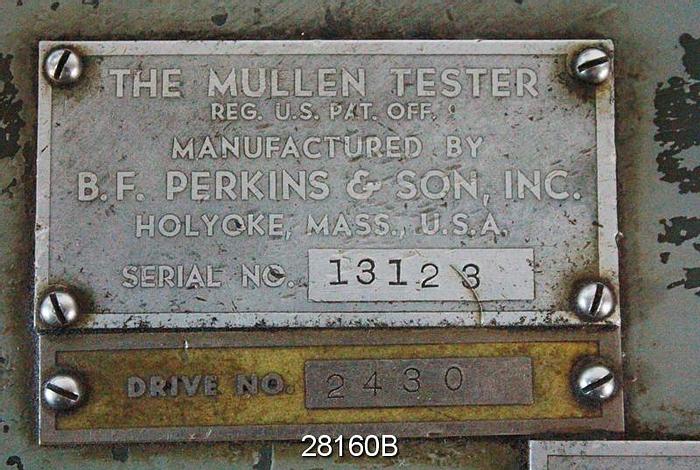 THE MULLEN TESTER
REG. U.S. PAT. OFF.
MANUFACTURED BY
B.F. PERKINS & SON, INC.
HOLYOKE, MASS., U.S.A.
SERIAL NO. 13123
DRIVE NO. 2430
28160B